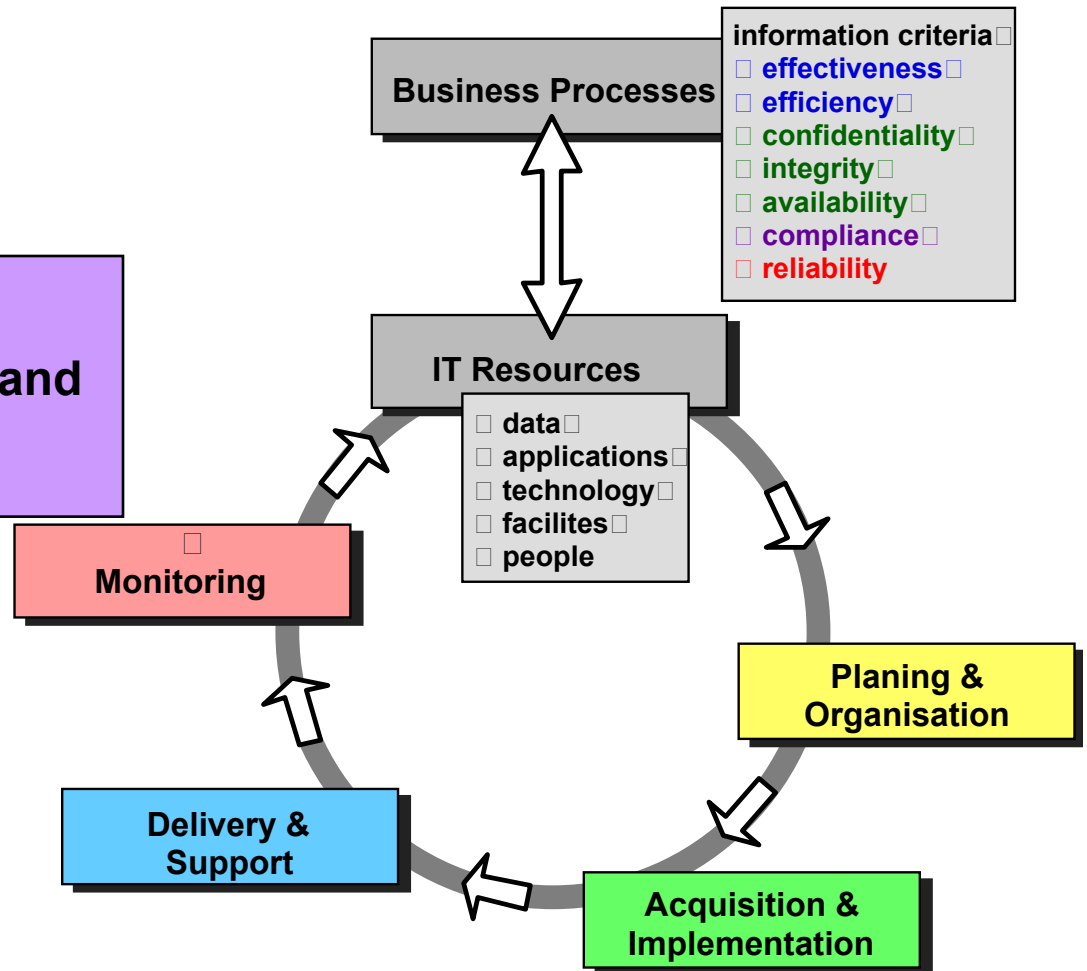 Business Processes
information criteria
effectiveness
efficiency
confidentiality
integrity
availability
compliance
reliability
and
IT Resources
data
applications
technology
facilites
people
Monitoring
Planing &
Organisation
Delivery &
Support
Acquisition &
Implementation